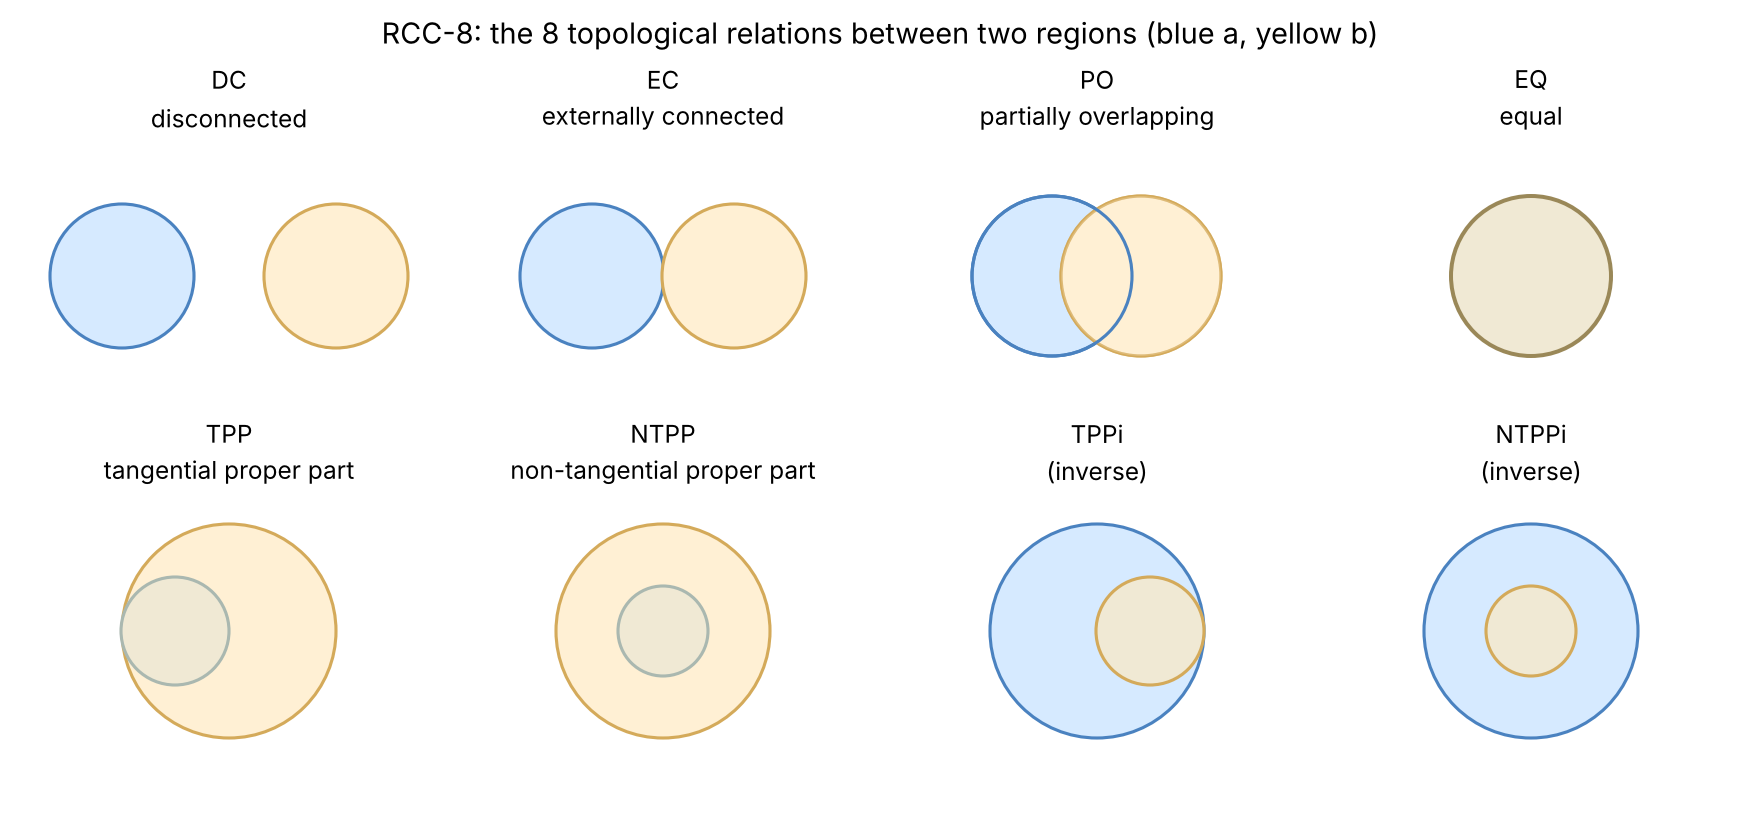 RCC-8: the 8 topological relations between two regions (blue a, yellow b)
DC
disconnected
EC
externally connected
PO
partially overlapping
EQ
equal
TPP
tangential proper part
NTPP
non-tangential proper part
TPPi
(inverse)
NTPPi
(inverse)